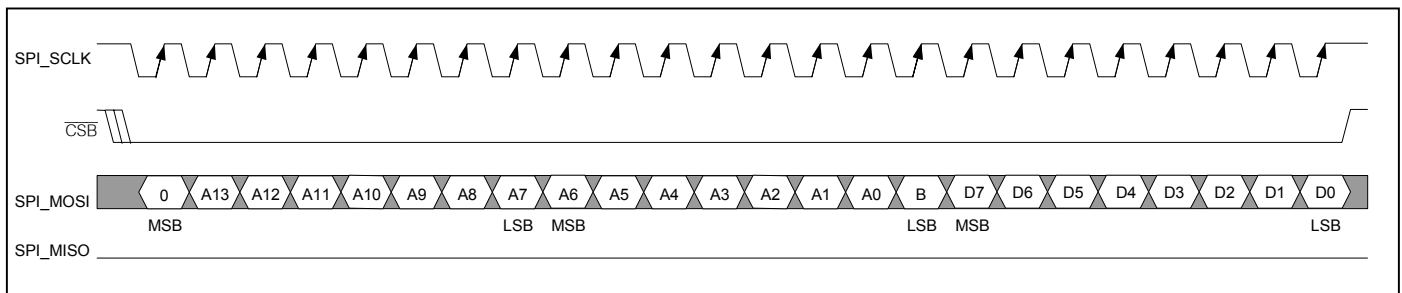 SPI_SCLK
CSB
SPI_MOSI 0 A13 A12 A11 A10 A9 A8 A7 A6 A5 A4 A3 A2 A1 A0 B D7 D6 D5 D4 D3 D2 D1 D0
MSB LSB MSB LSB MSB LSB
SPI_MISO